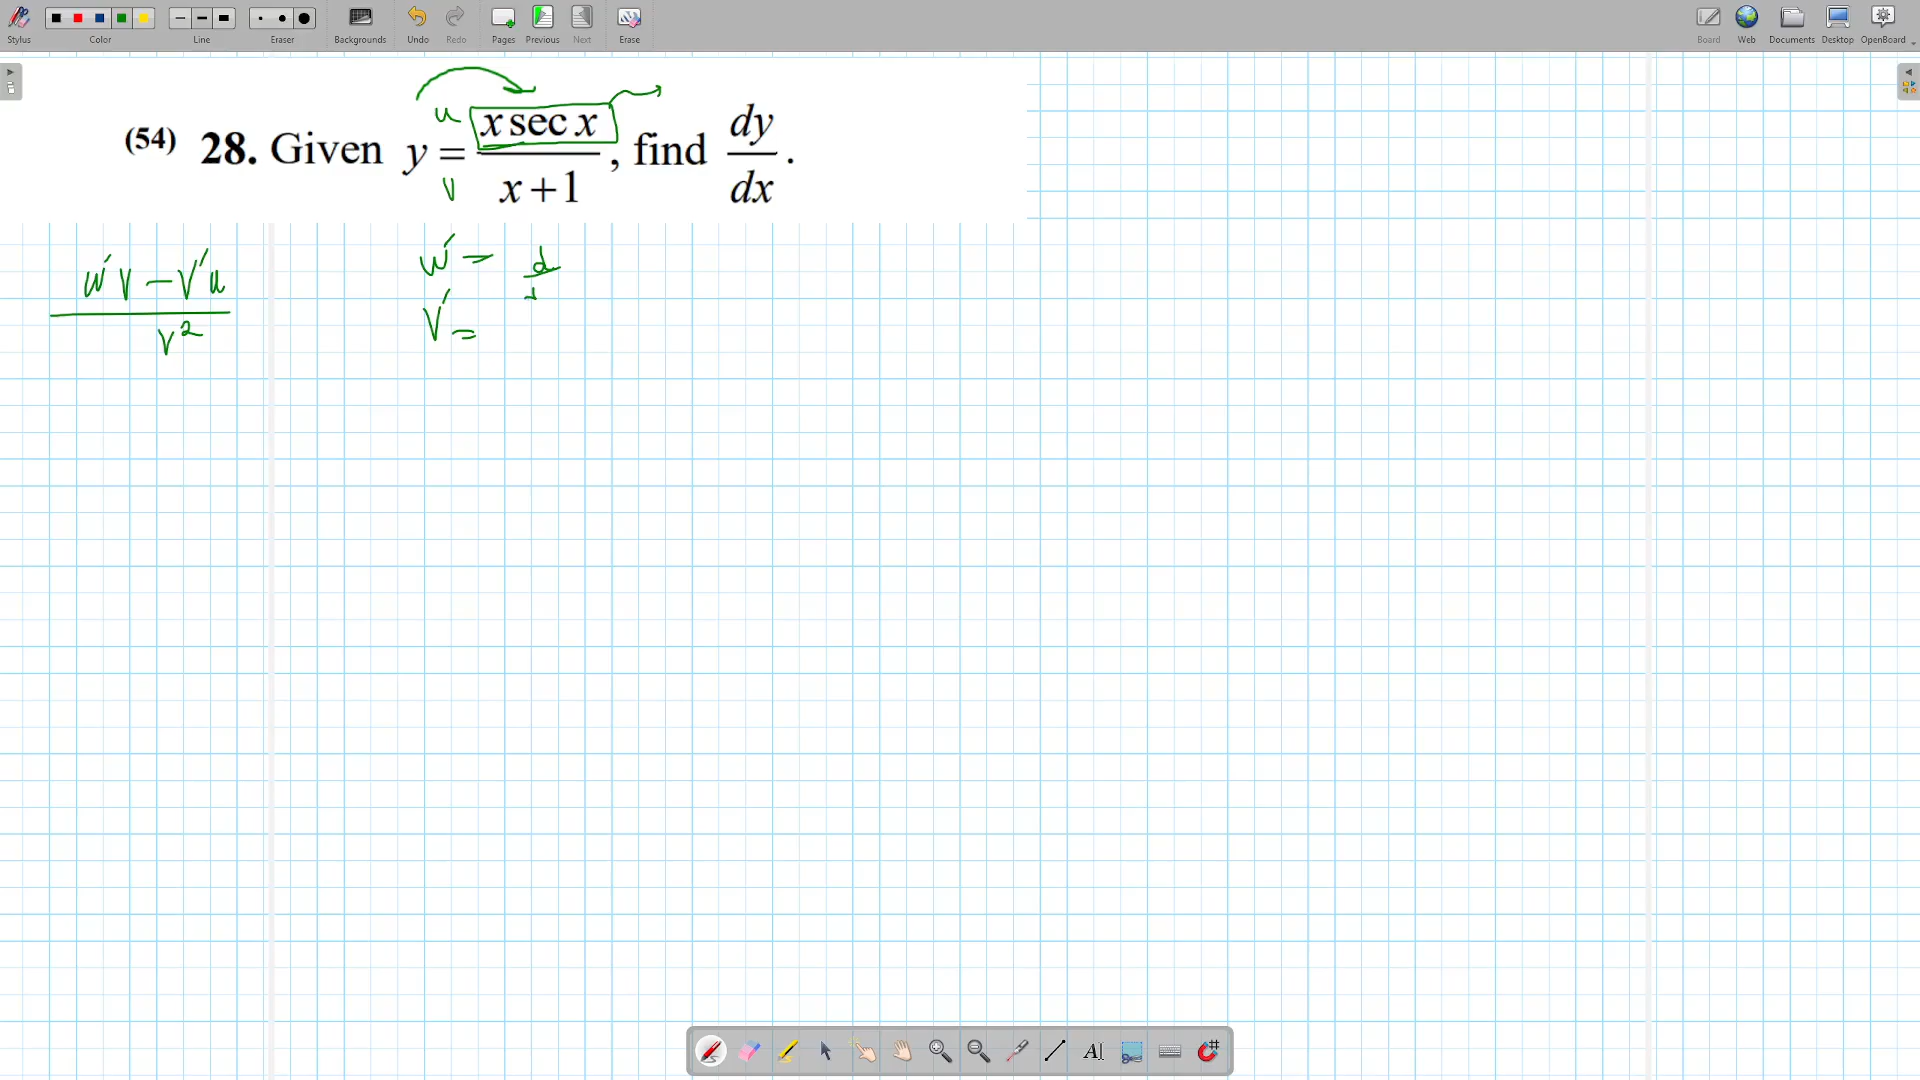 Stylus Color Line Eraser Backgrounds Undo Redo Pages Previous Next Erase Board Web Documents Desktop OpenBoard
(54) 28. Given y = x sec x / x + 1 , find dy / dx .
u
v
u'v - v'u / v²
u' = d
v' =